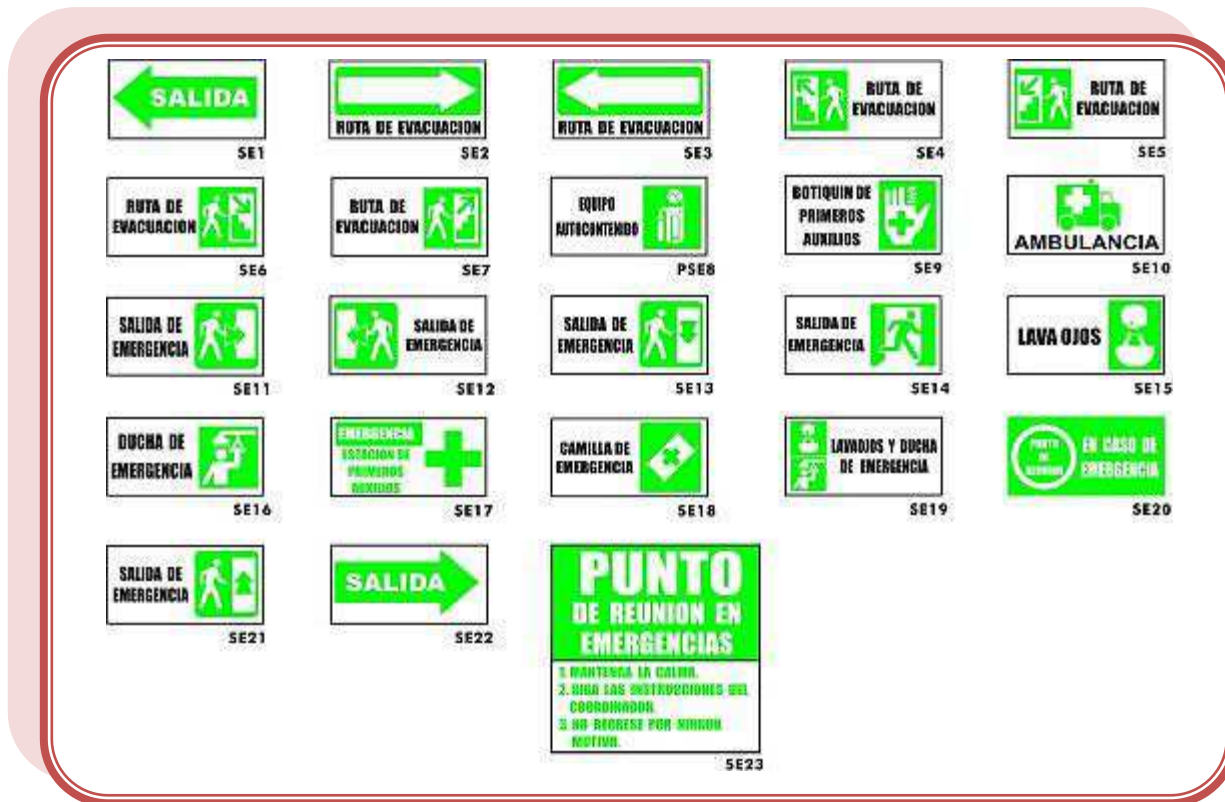 SALIDA
SE1
RUTA DE EVACUACION
SE2
RUTA DE EVACUACION
SE3
RUTA DE
EVACUACION
SE4
RUTA DE
EVACUACION
SE5
RUTA DE
EVACUACION
SE6
RUTA DE
EVACUACION
SE7
EQUIPO
AUTOCONTENIDO
PSE8
BOTIQUIN DE
PRIMEROS
AUXILIOS
SE9
AMBULANCIA
SE10
SALIDA DE
EMERGENCIA
SE11
SALIDA DE
EMERGENCIA
SE12
SALIDA DE
EMERGENCIA
SE13
SALIDA DE
EMERGENCIA
SE14
LAVA OJOS
SE15
DUCHA DE
EMERGENCIA
SE16
EMERGENCIA
ESTACION DE
PRIMEROS
AUXILIOS
SE17
CAMILLA DE
EMERGENCIA
SE18
LAVAOJOS Y DUCHA
DE EMERGENCIA
SE19
PUNTO
DE
REUNION
EN CASO DE
EMERGENCIA
SE20
SALIDA DE
EMERGENCIA
SE21
SALIDA
SE22
PUNTO
DE REUNION EN
EMERGENCIAS
1. MANTENGA LA CALMA.
2. SIGA LAS INSTRUCCIONES DEL
COORDINADOR
3. NO REGRESE POR NINGUN
MOTIVO.
SE23